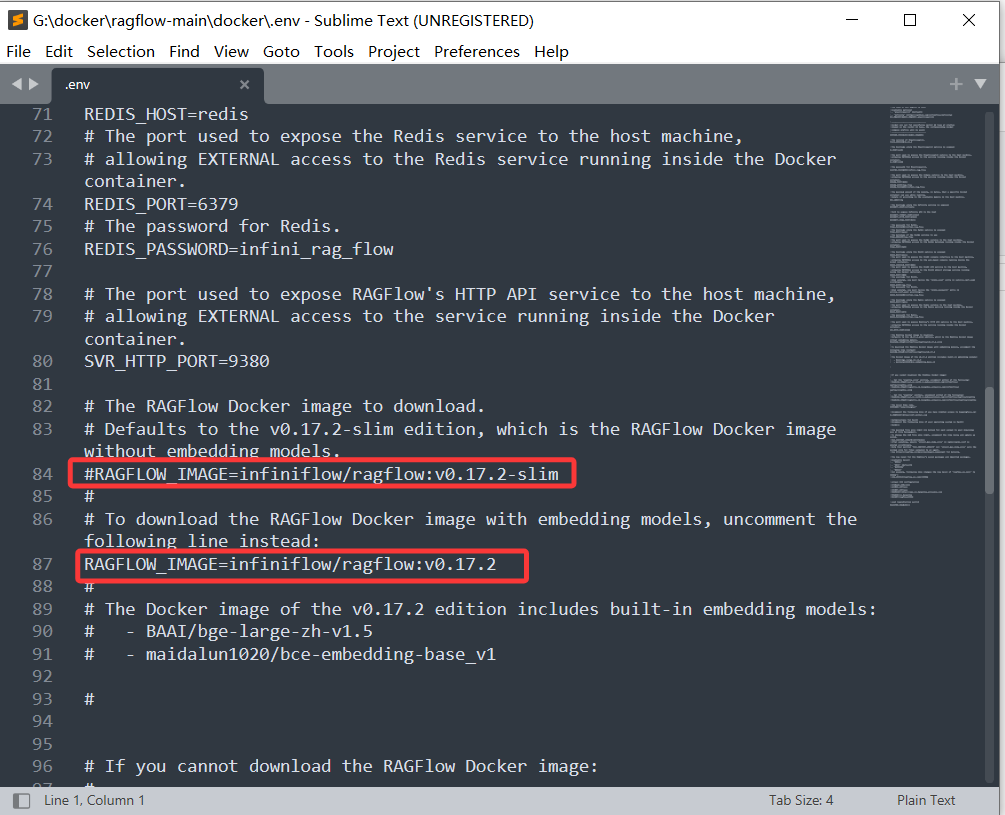 G:\docker\ragflow-main\docker\.env - Sublime Text (UNREGISTERED)
File Edit Selection Find View Goto Tools Project Preferences Help
.env
71 REDIS_HOST=redis
72 # The port used to expose the Redis service to the host machine,
73 # allowing EXTERNAL access to the Redis service running inside the Docker
container.
74 REDIS_PORT=6379
75 # The password for Redis.
76 REDIS_PASSWORD=infini_rag_flow
77
78 # The port used to expose RAGFlow's HTTP API service to the host machine,
79 # allowing EXTERNAL access to the service running inside the Docker
container.
80 SVR_HTTP_PORT=9380
81
82 # The RAGFlow Docker image to download.
83 # Defaults to the v0.17.2-slim edition, which is the RAGFlow Docker image
without embedding models.
84 #RAGFLOW_IMAGE=infiniflow/ragflow:v0.17.2-slim
85 #
86 # To download the RAGFlow Docker image with embedding models, uncomment the
following line instead:
87 RAGFLOW_IMAGE=infiniflow/ragflow:v0.17.2
88 #
89 # The Docker image of the v0.17.2 edition includes built-in embedding models:
90 #   - BAAI/bge-large-zh-v1.5
91 #   - maidalun1020/bce-embedding-base_v1
92
93 #
94
95
96 # If you cannot download the RAGFlow Docker image:
97 #
Line 1, Column 1 Tab Size: 4 Plain Text